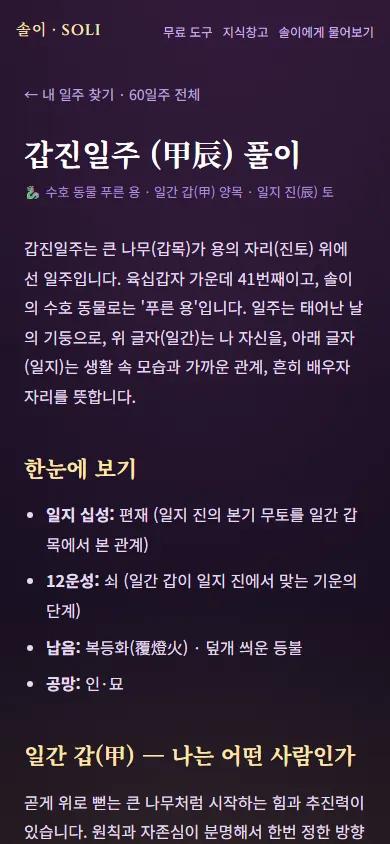 솔이 · SOLI
무료 도구 지식창고 솔이에게 물어보기
← 내 일주 찾기 · 60일주 전체
갑진일주 (甲辰) 풀이
🐉 수호 동물 푸른 용 · 일간 갑(甲) 양목 · 일지 진(辰) 토
갑진일주는 큰 나무(갑목)가 용의 자리(진토) 위에
선 일주입니다. 육십갑자 가운데 41번째이고, 솔이
의 수호 동물로는 '푸른 용'입니다. 일주는 태어난 날
의 기둥으로, 위 글자(일간)는 나 자신을, 아래 글자
(일지)는 생활 속 모습과 가까운 관계, 흔히 배우자
자리를 뜻합니다.
한눈에 보기
• 일지 십성: 편재 (일지 진의 본기 무토를 일간 갑
목에서 본 관계)
• 12운성: 쇠 (일간 갑이 일지 진에서 맞는 기운의
단계)
• 납음: 복등화(覆燈火) · 덮개 씌운 등불
• 공망: 인·묘
일간 갑(甲) — 나는 어떤 사람인가
곧게 위로 뻗는 큰 나무처럼 시작하는 힘과 추진력이
있습니다. 원칙과 자존심이 분명해서 한번 정한 방향